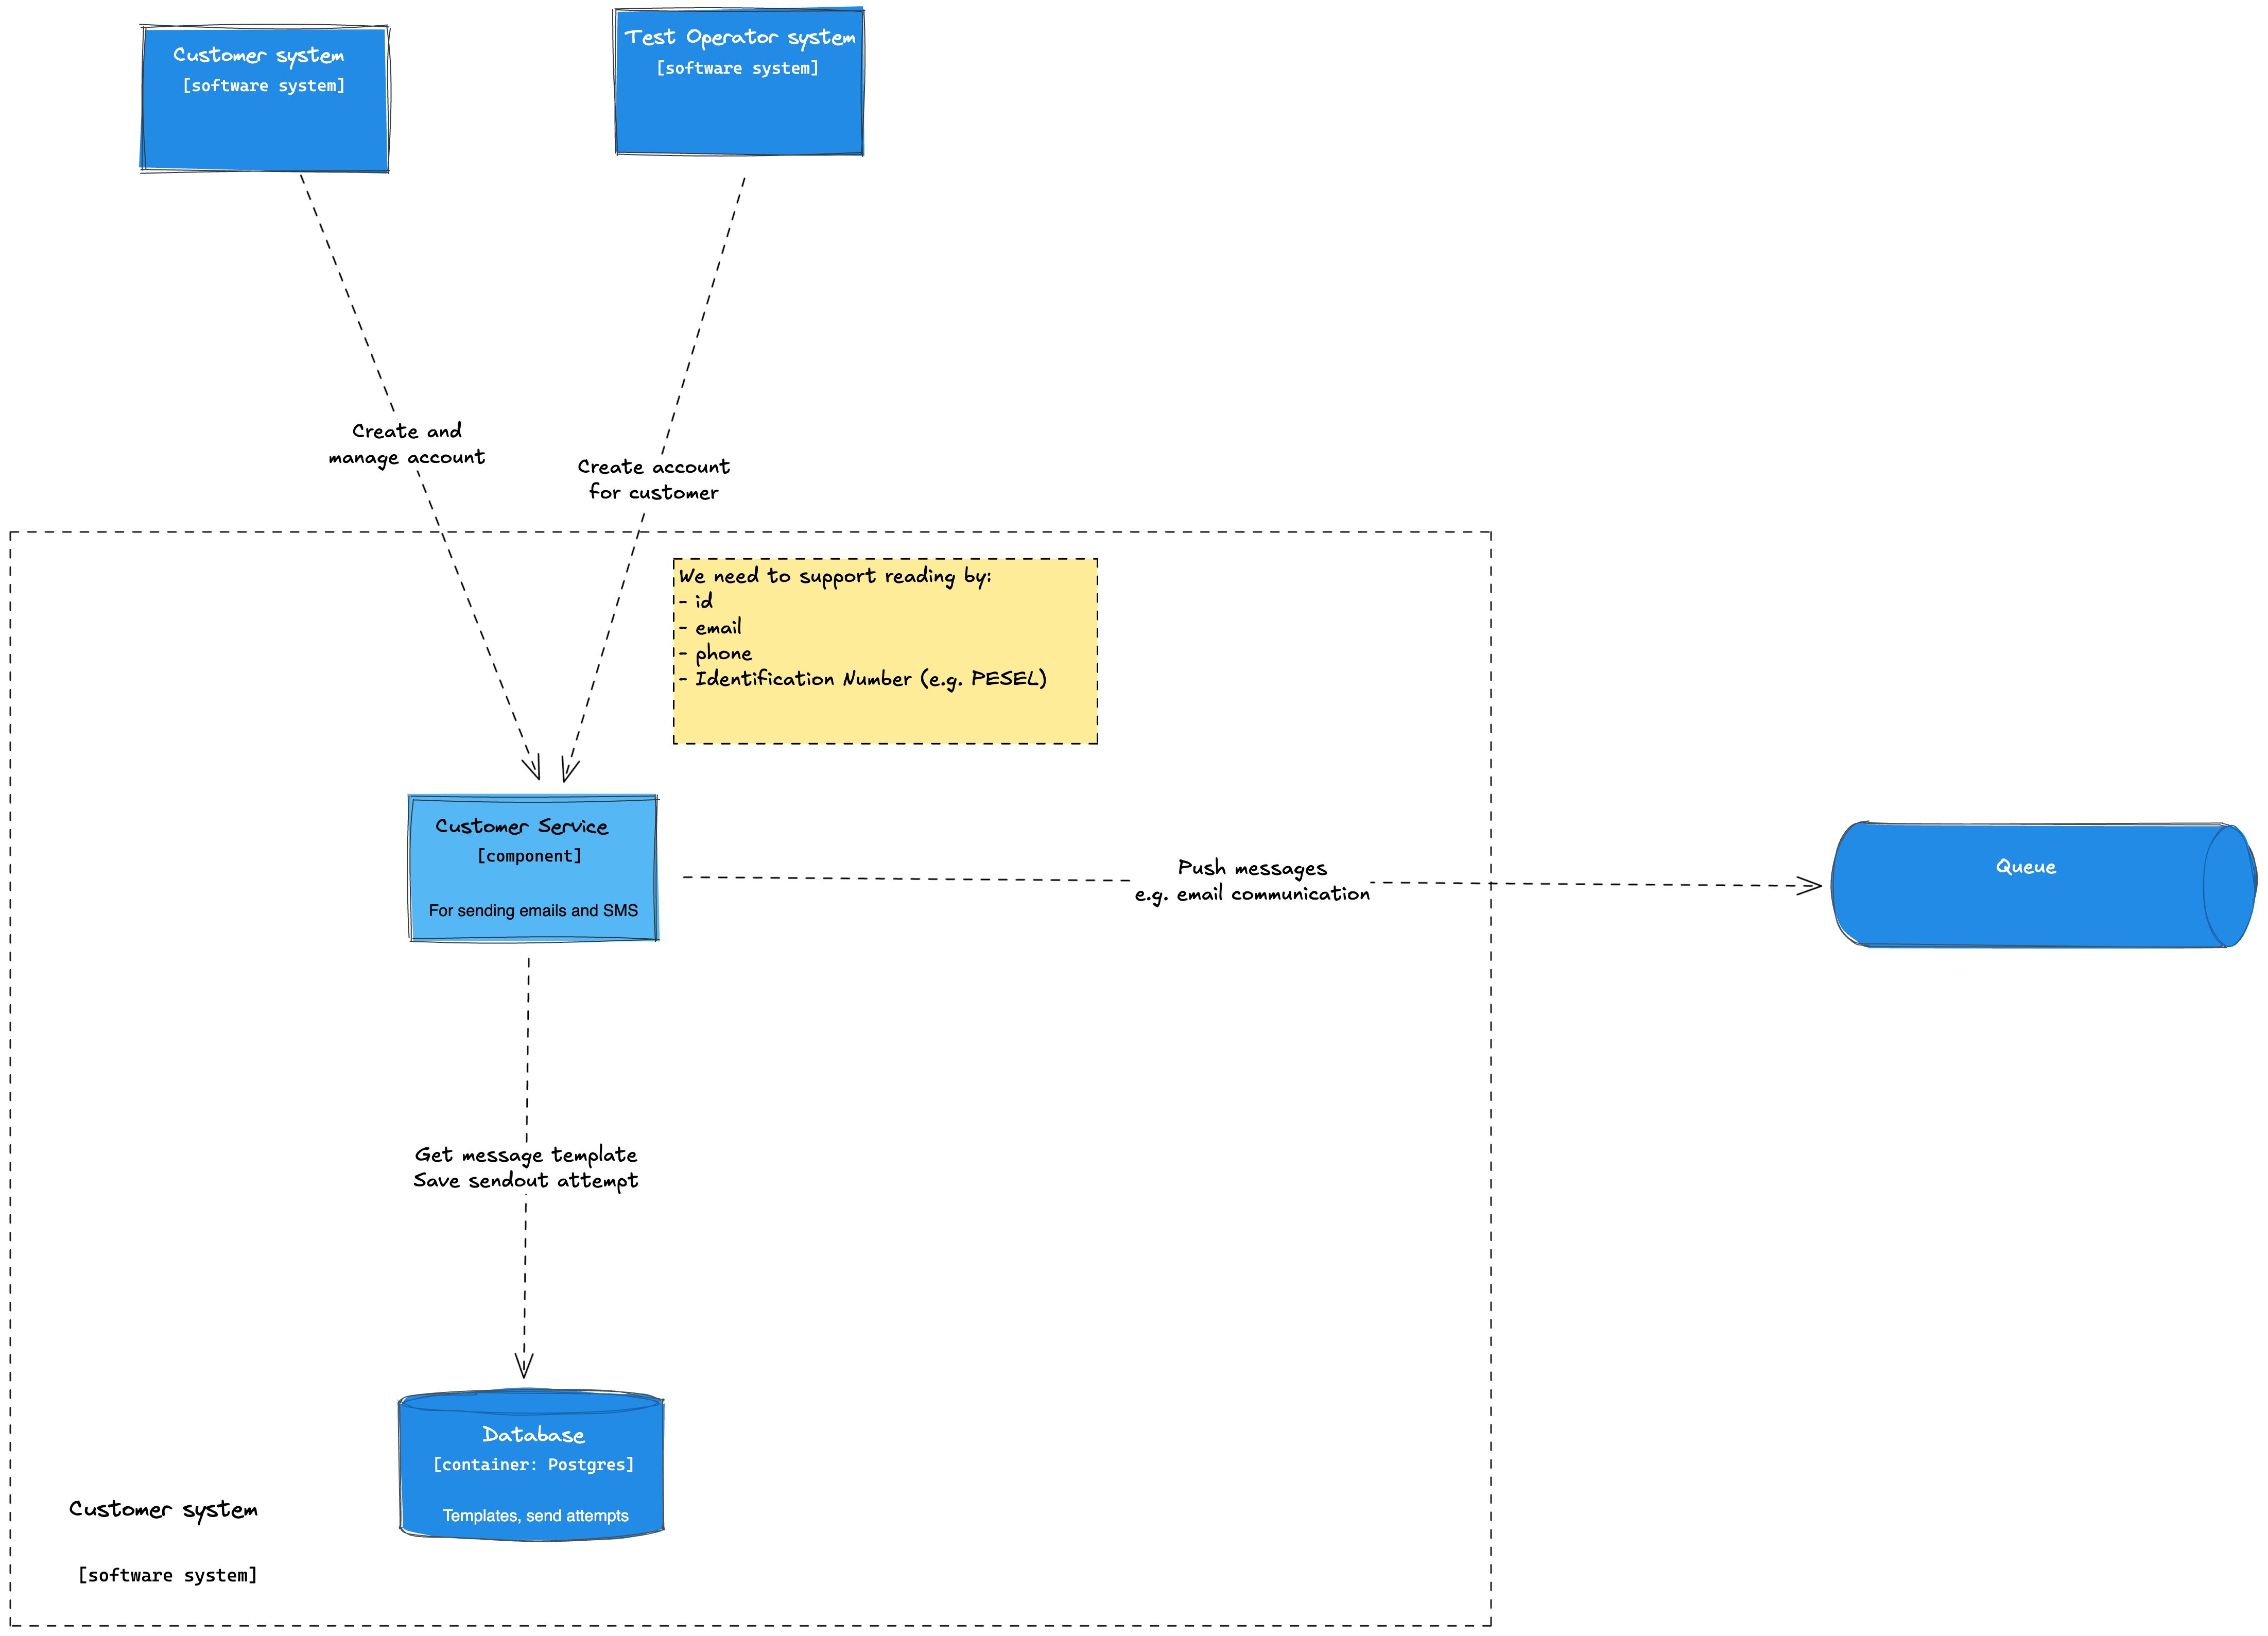 Customer system
[software system]
Test Operator system
[software system]
Create and
manage account
Create account
for customer
We need to support reading by:
- id
- email
- phone
- Identification Number (e.g. PESEL)
Customer Service
[component]
For sending emails and SMS
Push messages
e.g. email communication
Queue
Get message template
Save sendout attempt
Database
[container: Postgres]
Templates, send attempts
Customer system
[software system]